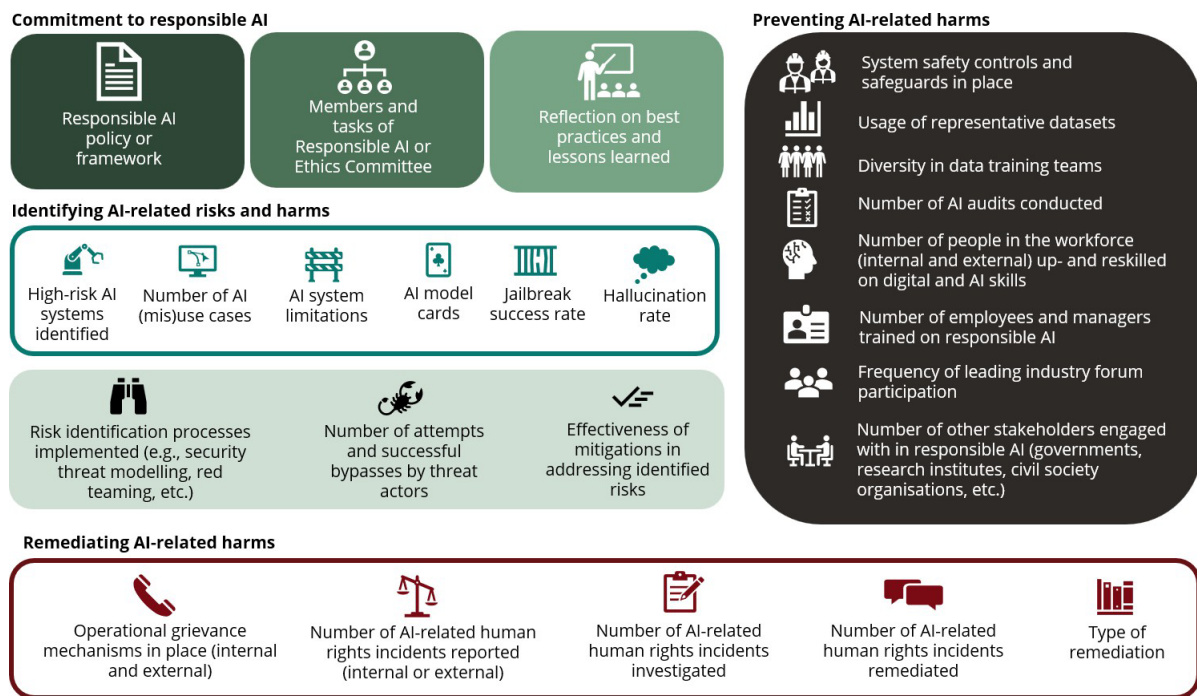 Commitment to responsible AI
Responsible AI
policy or
framework
Members and
tasks of
Responsible AI or
Ethics Committee
Reflection on best
practices and
lessons learned
Identifying AI-related risks and harms
High-risk AI
systems
identified
Number of AI
(mis)use cases
AI system
limitations
AI model
cards
Jailbreak
success rate
Hallucination
rate
Risk identification processes
implemented (e.g., security
threat modelling, red
teaming, etc.)
Number of attempts
and successful
bypasses by threat
actors
Effectiveness of
mitigations in
addressing identified
risks
Preventing AI-related harms
System safety controls and
safeguards in place
Usage of representative datasets
Diversity in data training teams
Number of AI audits conducted
Number of people in the workforce
(internal and external) up- and reskilled
on digital and AI skills
Number of employees and managers
trained on responsible AI
Frequency of leading industry forum
participation
Number of other stakeholders engaged
with in responsible AI (governments,
research institutes, civil society
organisations, etc.)
Remediating AI-related harms
Operational grievance
mechanisms in place (internal
and external)
Number of AI-related human
rights incidents reported
(internal or external)
Number of AI-related
human rights incidents
investigated
Number of AI-related
human rights incidents
remediated
Type of
remediation